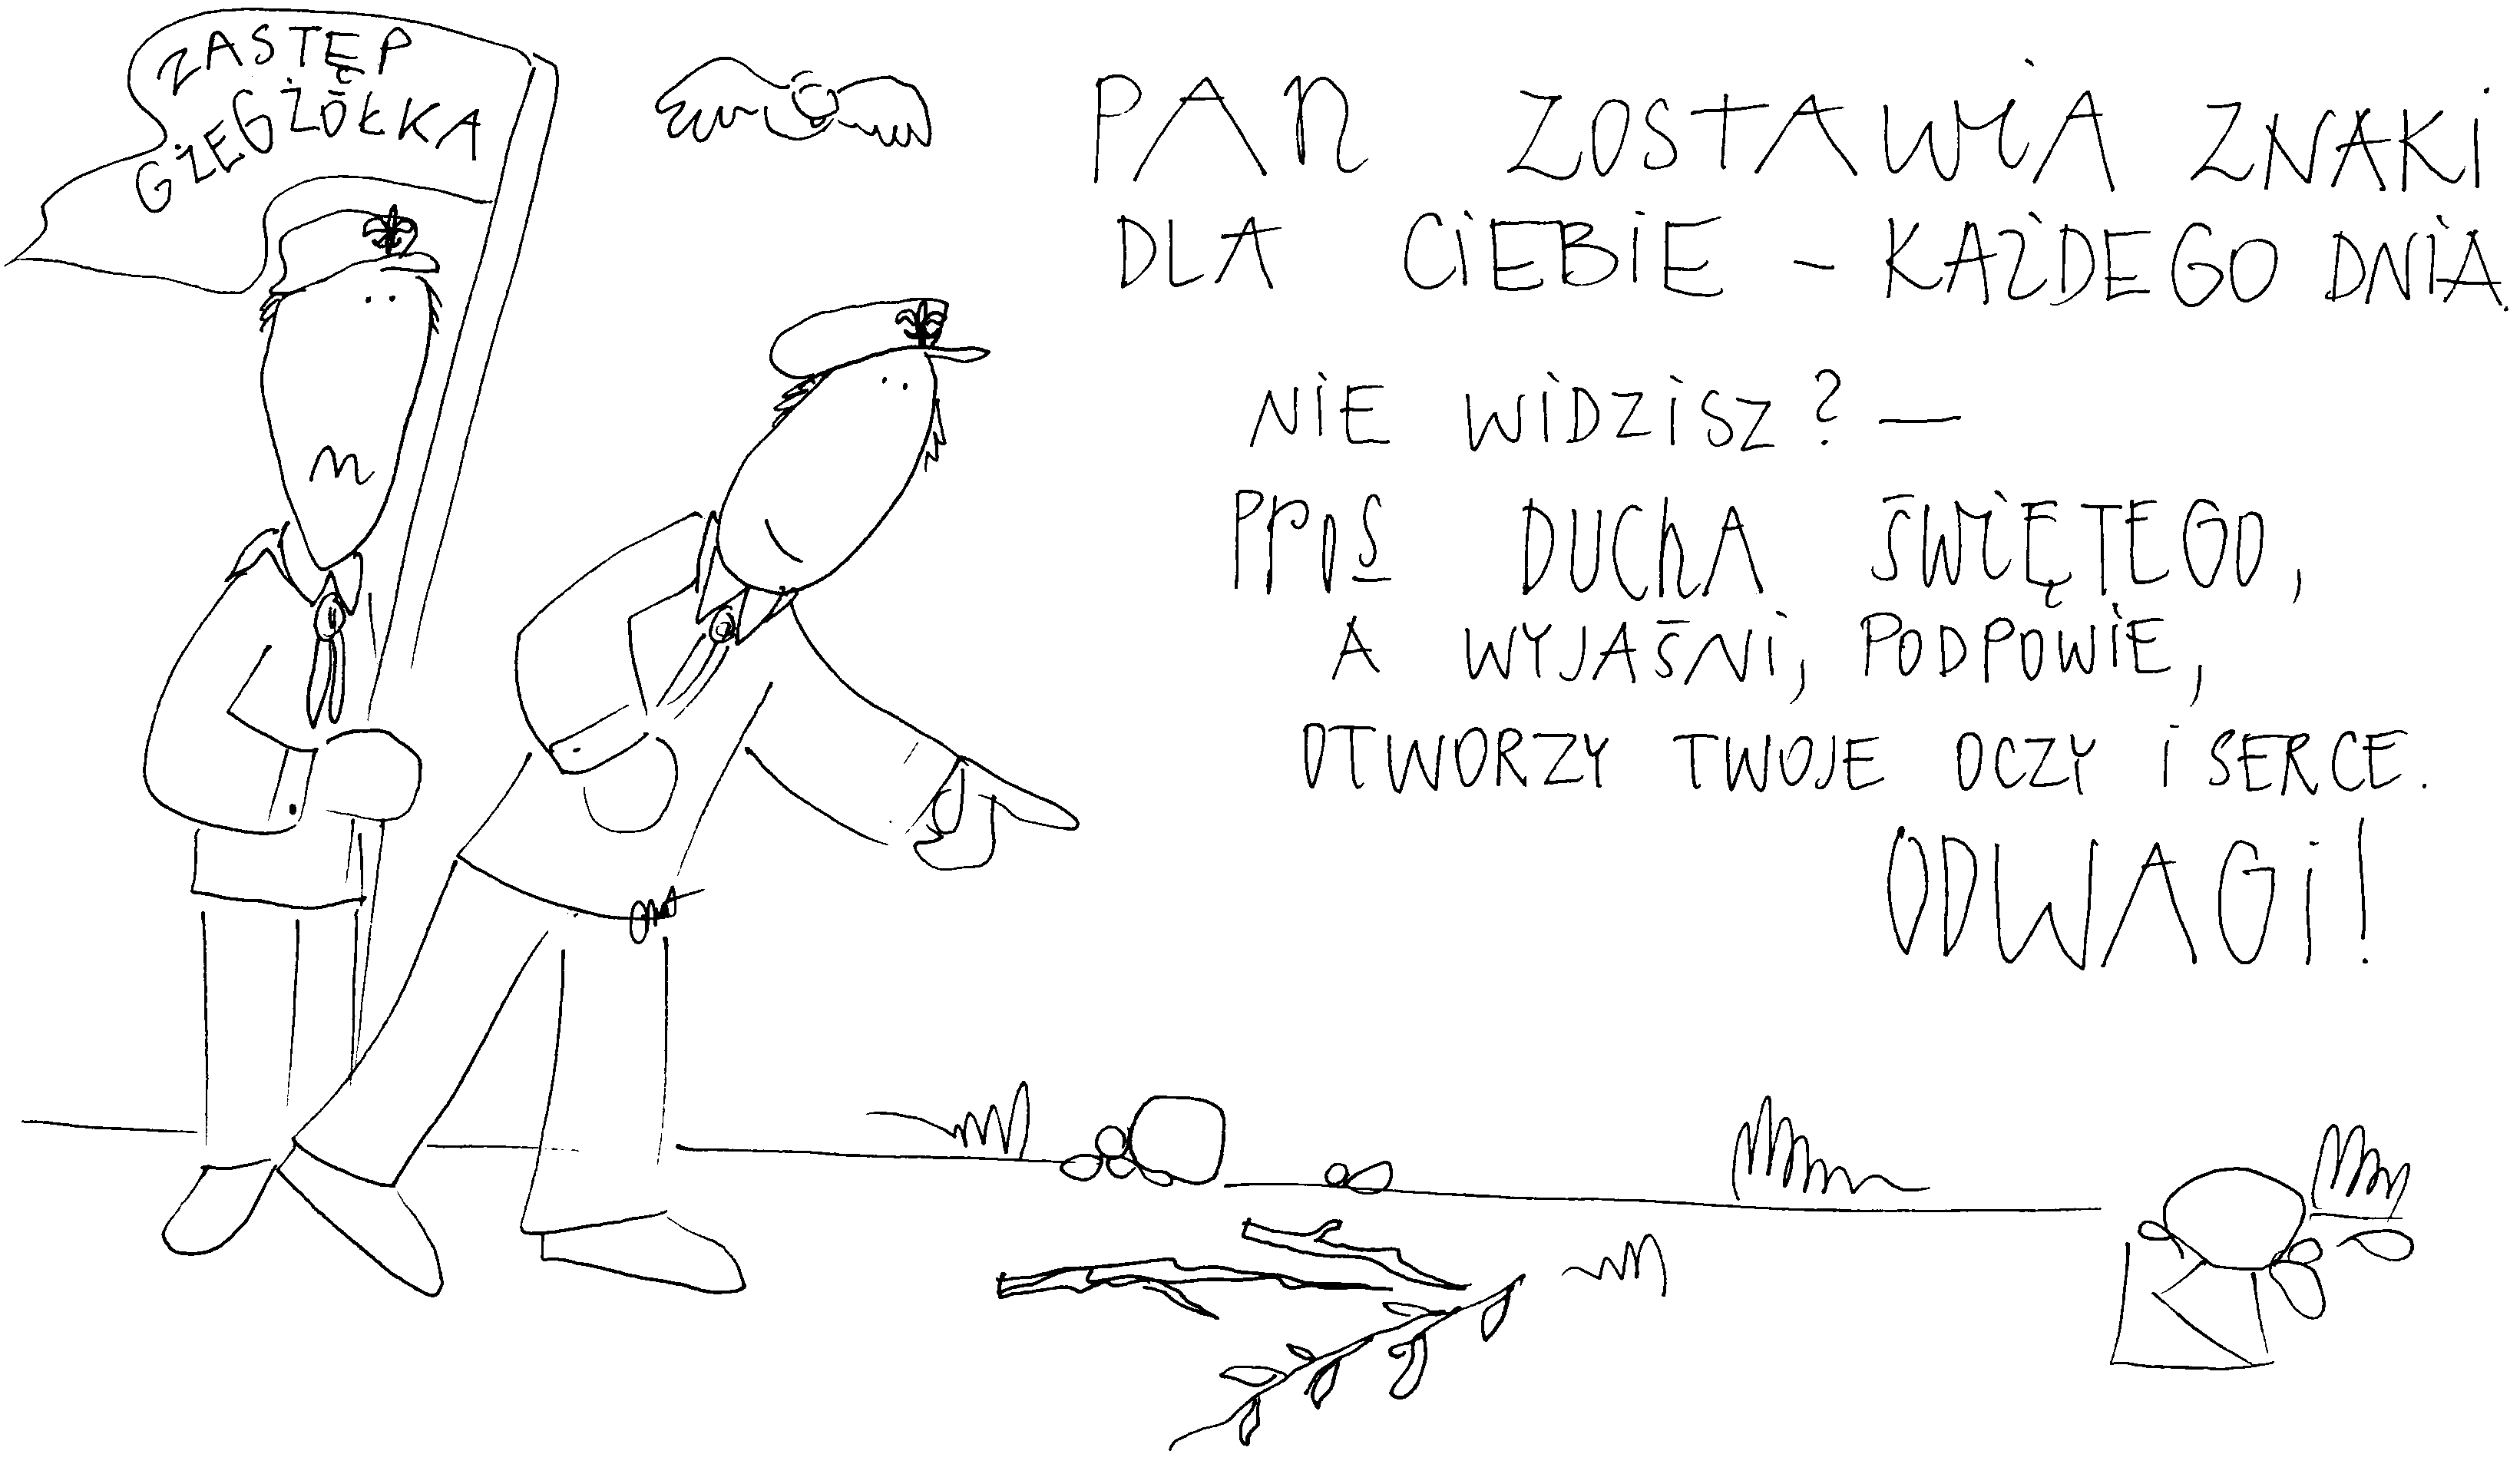 ZASTĘP
GŻEGŻÓŁKA
PAN ZOSTAWIA ZNAKI
DLA CIEBIE - KAŻDEGO DNIA.
NIE WIDZISZ? —
PROŚ DUCHA ŚWIĘTEGO,
A WYJAŚNI, PODPOWIE,
OTWORZY TWOJE OCZY I SERCE.
ODWAGI!